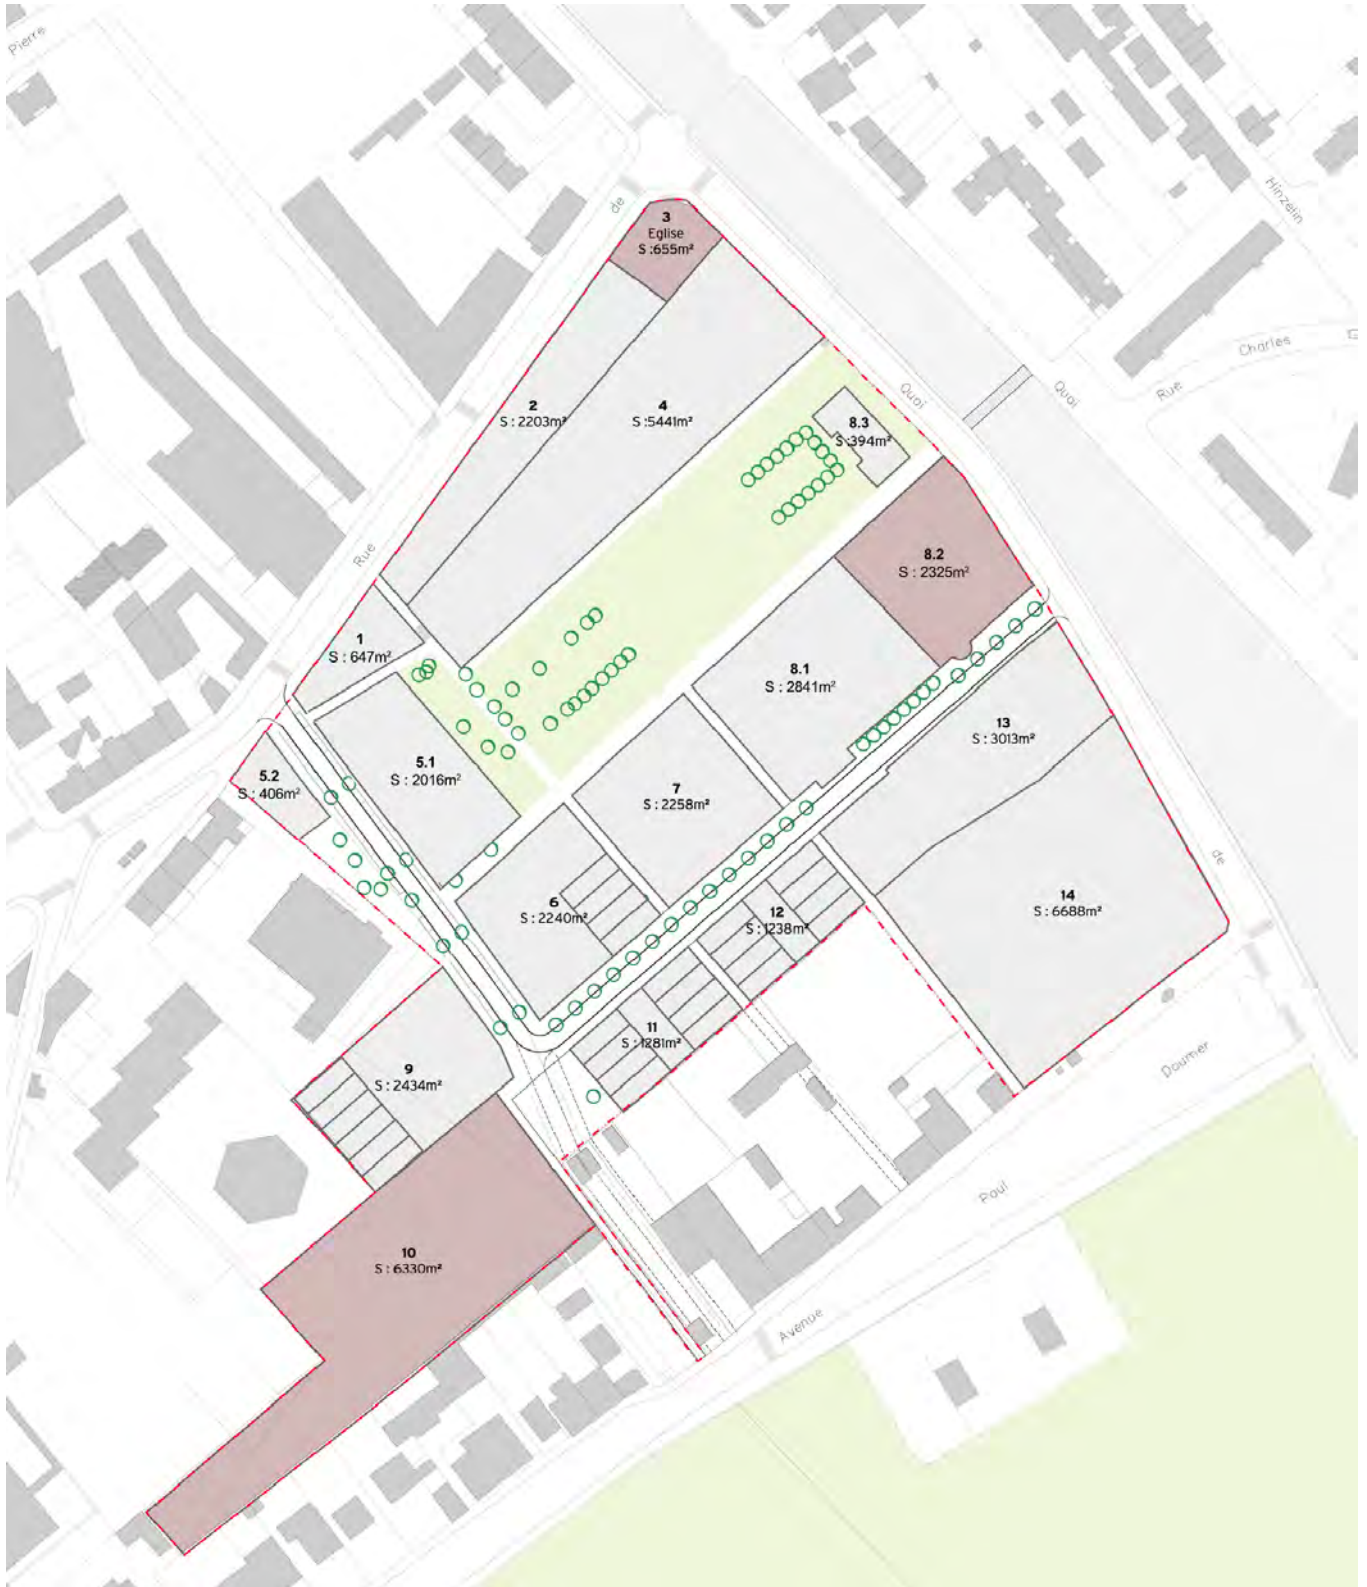 Pierre
Hinzelin
de
3
Eglise
S :655m²
Charles
Rue
Quai
Quai
2
S : 2203m²
4
S :5441m²
8.3
S :394m²
Rue
8.2
S : 2325m²
1
S : 647m²
8.1
S : 2841m²
13
S : 3013m²
5.1
S : 2016m²
5.2
S : 406m²
7
S : 2258m²
de
14
S : 6688m²
6
S : 2240m²
12
S :1238m²
11
S :1281m²
9
S : 2434m²
Doumer
Paul
10
S : 6330m²
Avenue